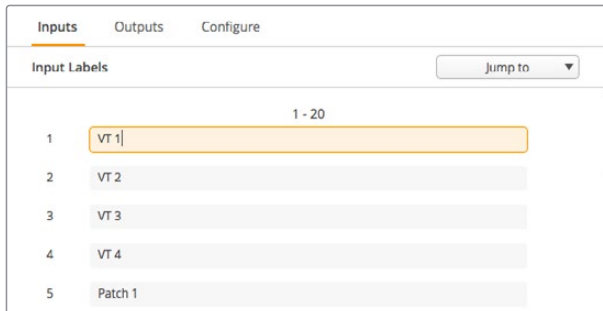 Inputs Outputs Configure
Input Labels Jump to
1 - 20
1 VT 1
2 VT 2
3 VT 3
4 VT 4
5 Patch 1